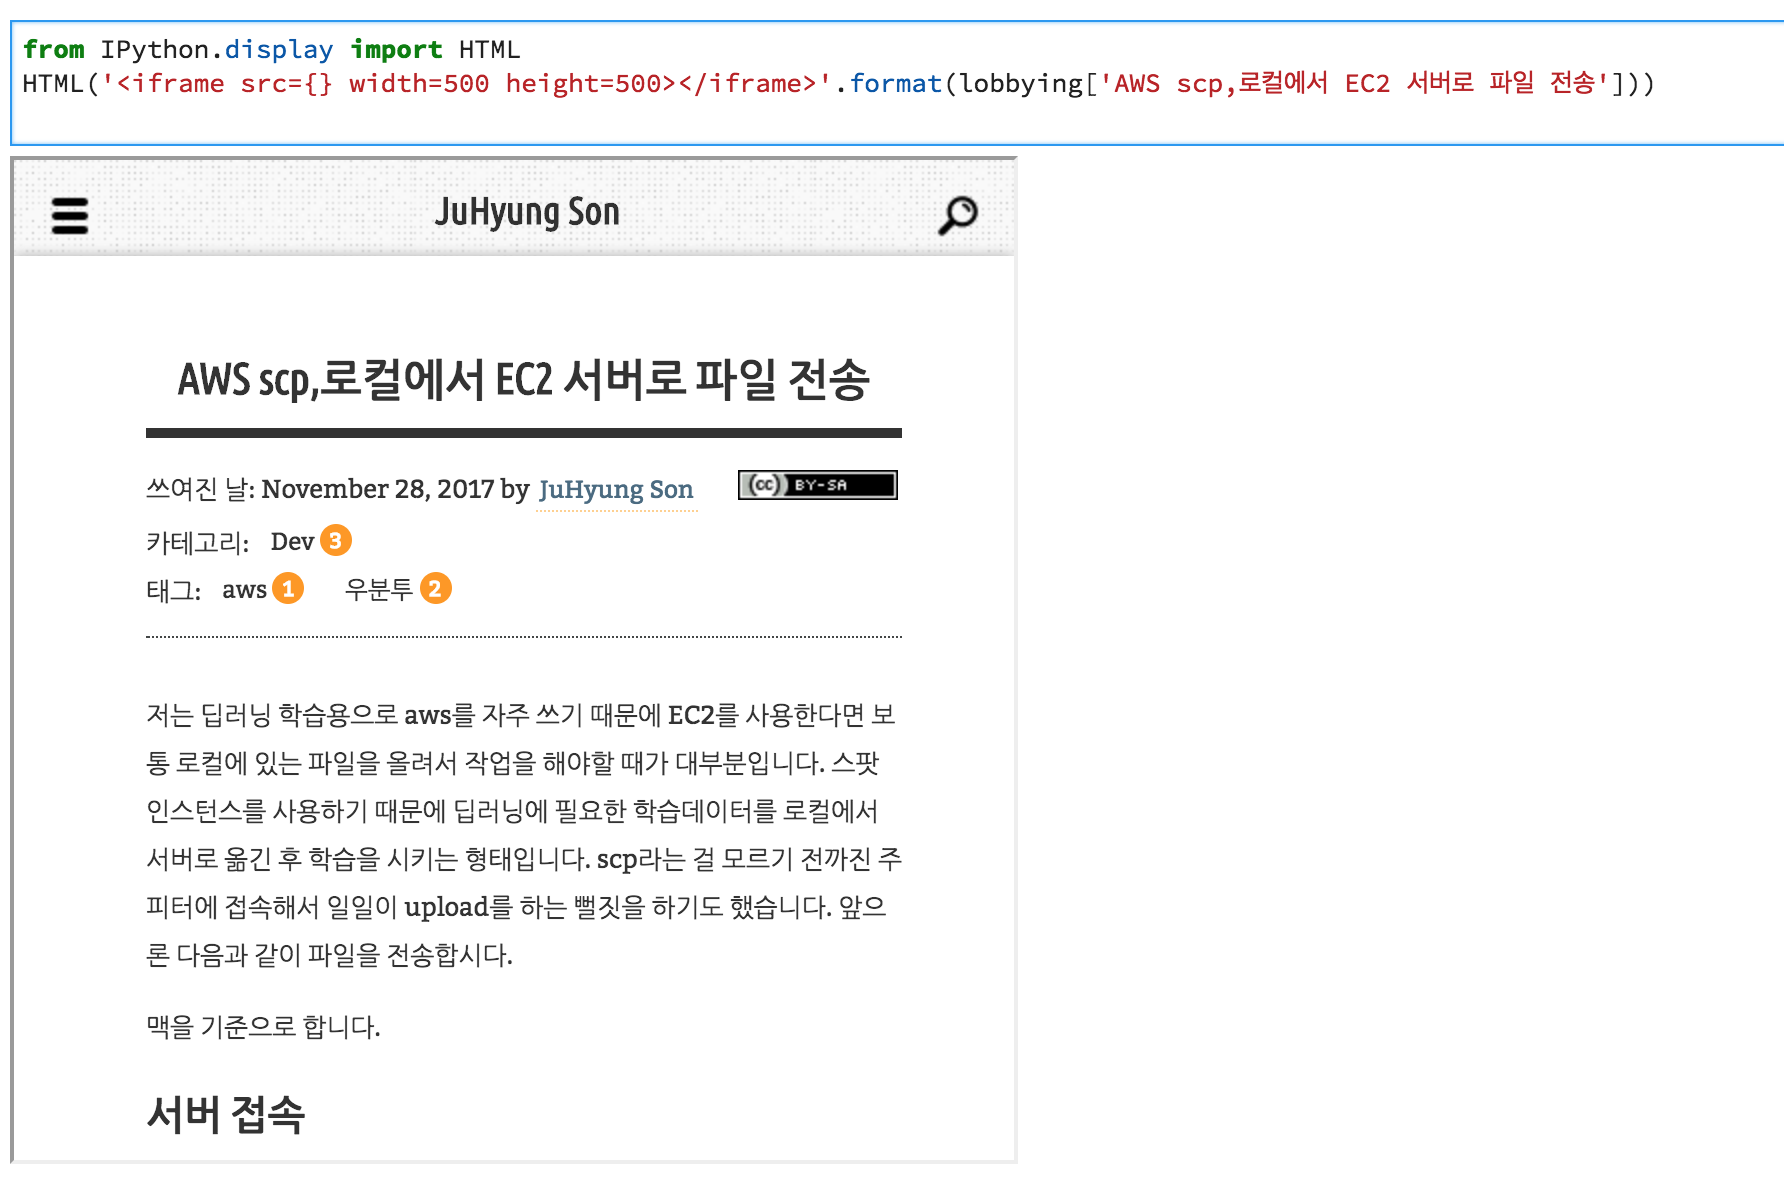 from IPython.display import HTML
HTML('<iframe src={} width=500 height=500></iframe>'.format(lobbying['AWS scp,로컬에서 EC2 서버로 파일 전송']))
JuHyung Son
AWS scp,로컬에서 EC2 서버로 파일 전송
쓰여진 날: November 28, 2017 by JuHyung Son
(cc) BY-SA
카테고리: Dev 3
태그: aws 1 우분투 2
저는 딥러닝 학습용으로 aws를 자주 쓰기 때문에 EC2를 사용한다면 보
통 로컬에 있는 파일을 올려서 작업을 해야할 때가 대부분입니다. 스팟
인스턴스를 사용하기 때문에 딥러닝에 필요한 학습데이터를 로컬에서
서버로 옮긴 후 학습을 시키는 형태입니다. scp라는 걸 모르기 전까진 주
피터에 접속해서 일일이 upload를 하는 뻘짓을 하기도 했습니다. 앞으
론 다음과 같이 파일을 전송합시다.
맥을 기준으로 합니다.
서버 접속